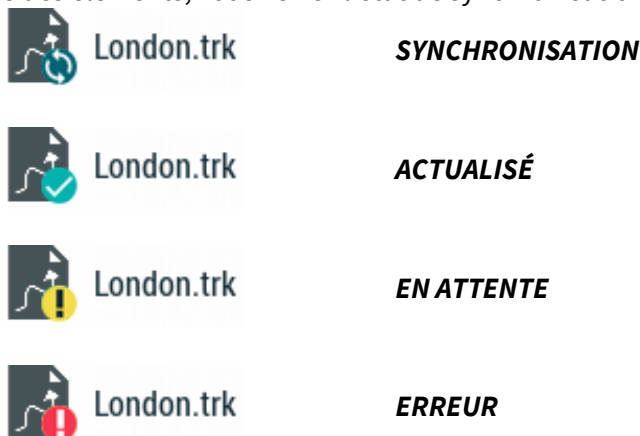 London.trk SYNCHRONISATION
London.trk ACTUALISÉ
London.trk EN ATTENTE
London.trk ERREUR